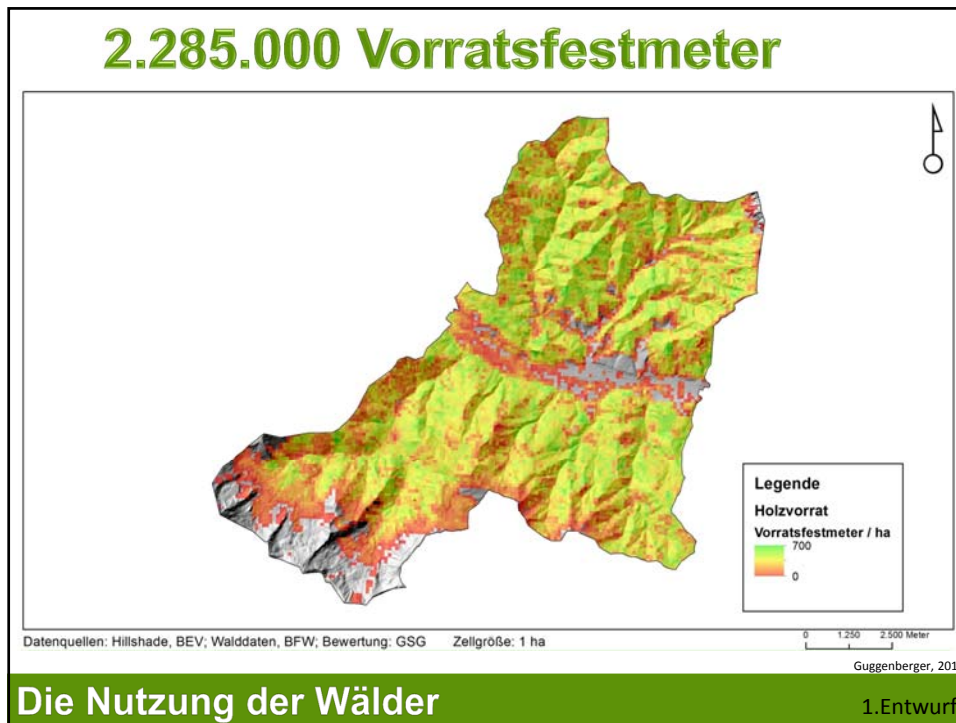 2.285.000 Vorratsfestmeter
Legende
Holzvorrat
Vorratsfestmeter / ha
700
0
Datenquellen: Hillshade, BEV; Walddaten, BFW; Bewertung: GSG Zellgröße: 1 ha
0 1.250 2.500 Meter
Guggenberger, 201
Die Nutzung der Wälder
1.Entwurf